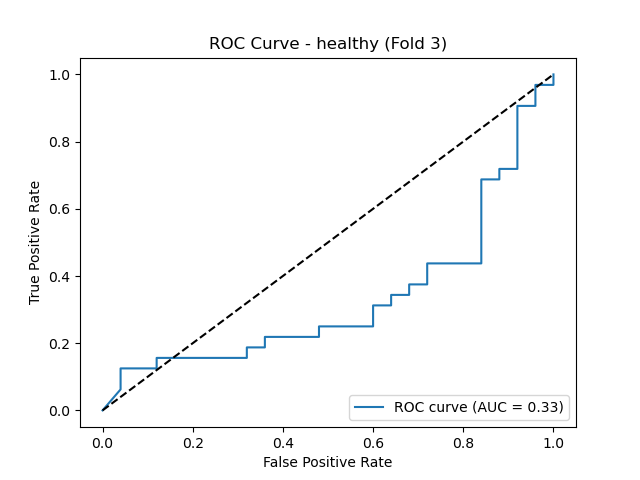 ROC Curve - healthy (Fold 3)
True Positive Rate
1.0
0.8
0.6
0.4
0.2
0.0
ROC curve (AUC = 0.33)
0.0 0.2 0.4 0.6 0.8 1.0
False Positive Rate